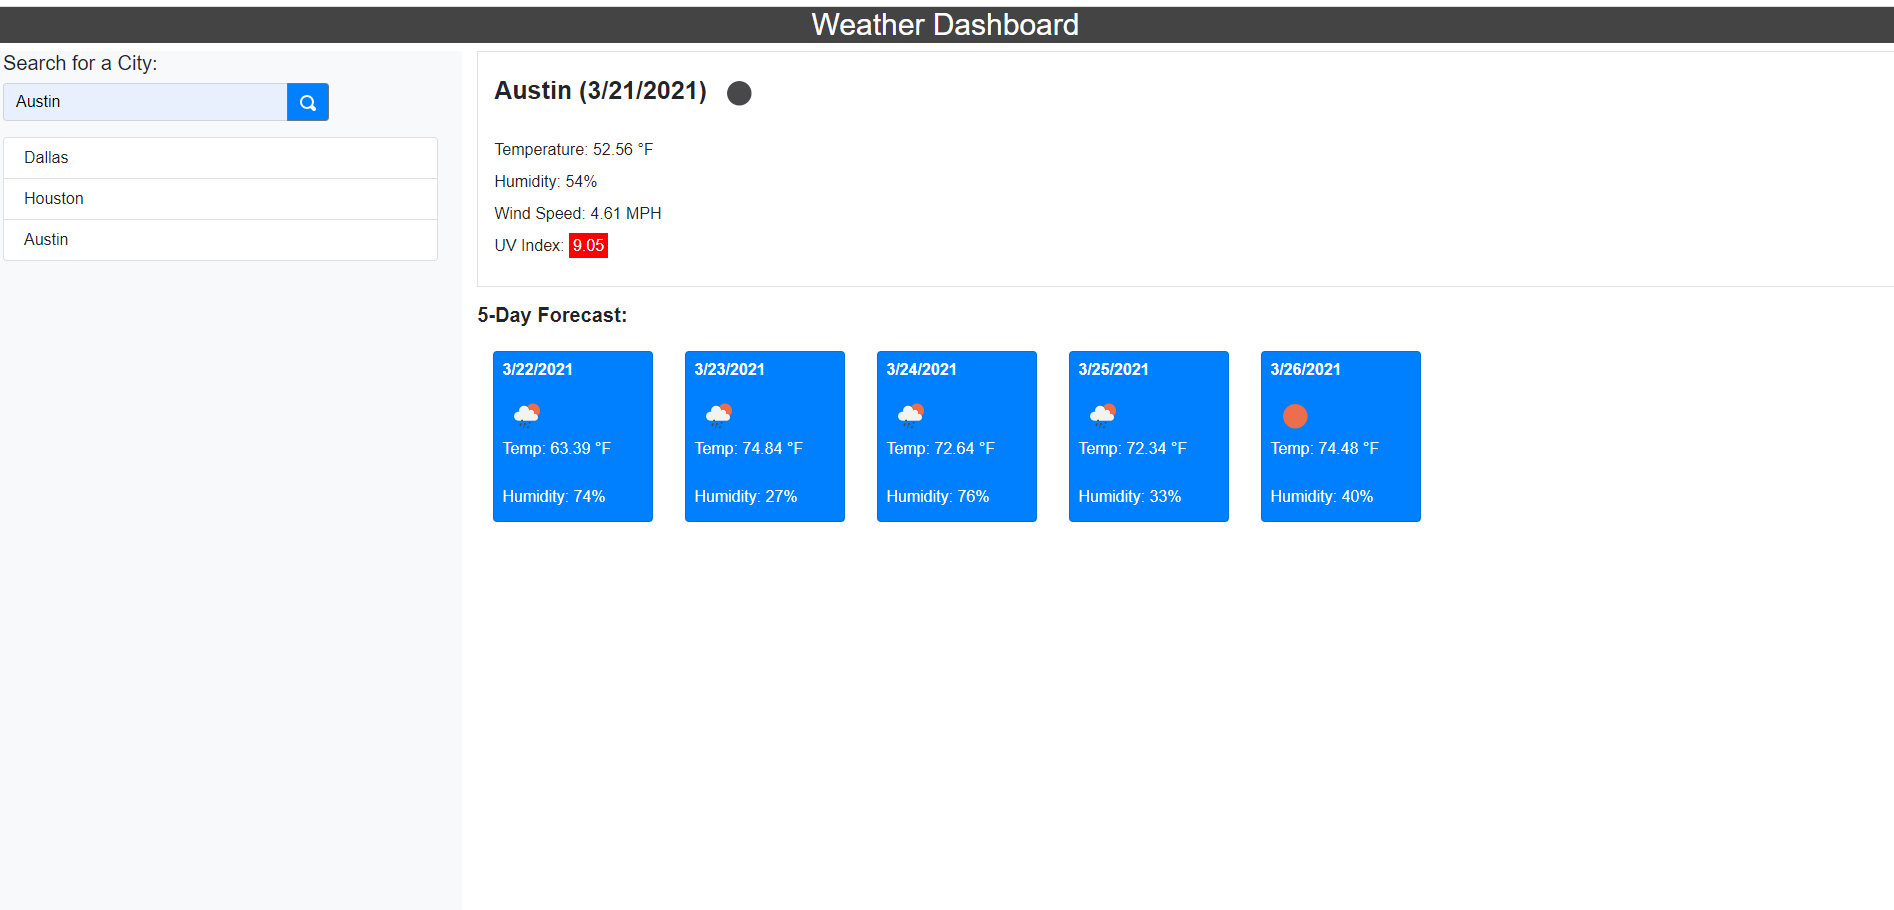 Weather Dashboard
Search for a City:
Austin
Dallas
Houston
Austin
Austin (3/21/2021)
Temperature: 52.56 °F
Humidity: 54%
Wind Speed: 4.61 MPH
UV Index: 9.05
5-Day Forecast:
3/22/2021
Temp: 63.39 °F
Humidity: 74%
3/23/2021
Temp: 74.84 °F
Humidity: 27%
3/24/2021
Temp: 72.64 °F
Humidity: 76%
3/25/2021
Temp: 72.34 °F
Humidity: 33%
3/26/2021
Temp: 74.48 °F
Humidity: 40%